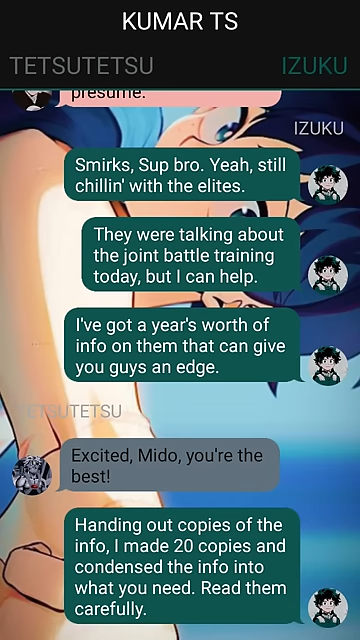 KUMAR TS
TETSUTETSU
IZUKU
presume.
IZUKU
Smirks, Sup bro. Yeah, still
chillin' with the elites.
They were talking about
the joint battle training
today, but I can help.
I've got a year's worth of
info on them that can give
you guys an edge.
TETSUTETSU
Excited, Mido, you're the
best!
Handing out copies of the
info, I made 20 copies and
condensed the info into
what you need. Read them
carefully.